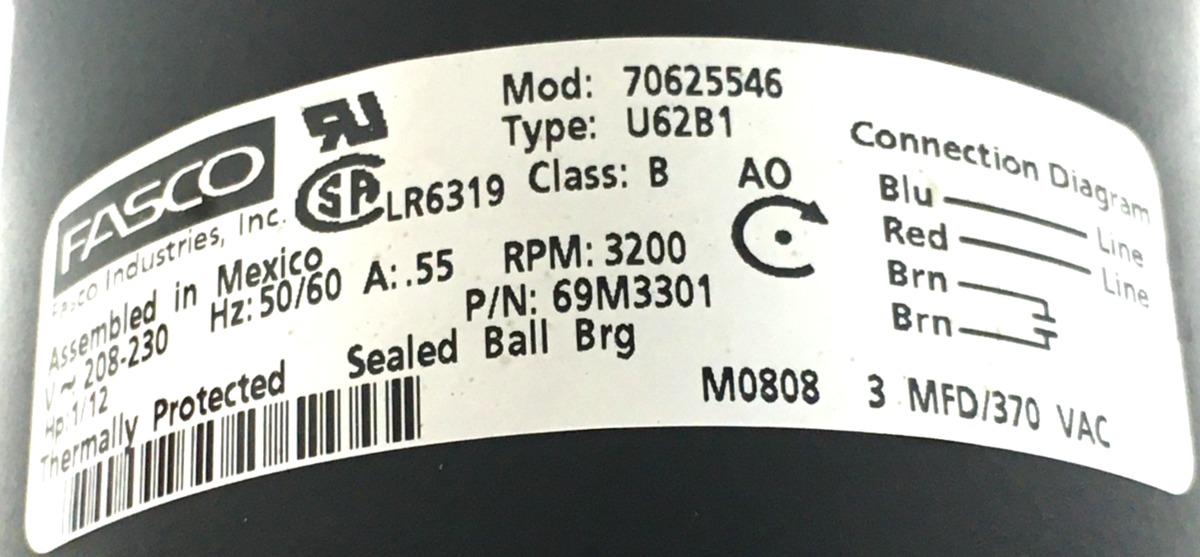 FASCO
Fasco Industries, Inc.
Assembled in Mexico
V~ 208-230 Hz: 50/60 A: .55 RPM: 3200
Hp: 1/12 P/N: 69M3301
Thermally Protected Sealed Ball Brg
LR6319
Mod: 70625546
Type: U62B1
Class: B
AO
Connection Diagram
Blu Line
Red Line
Brn
Brn
M0808 3 MFD/370 VAC